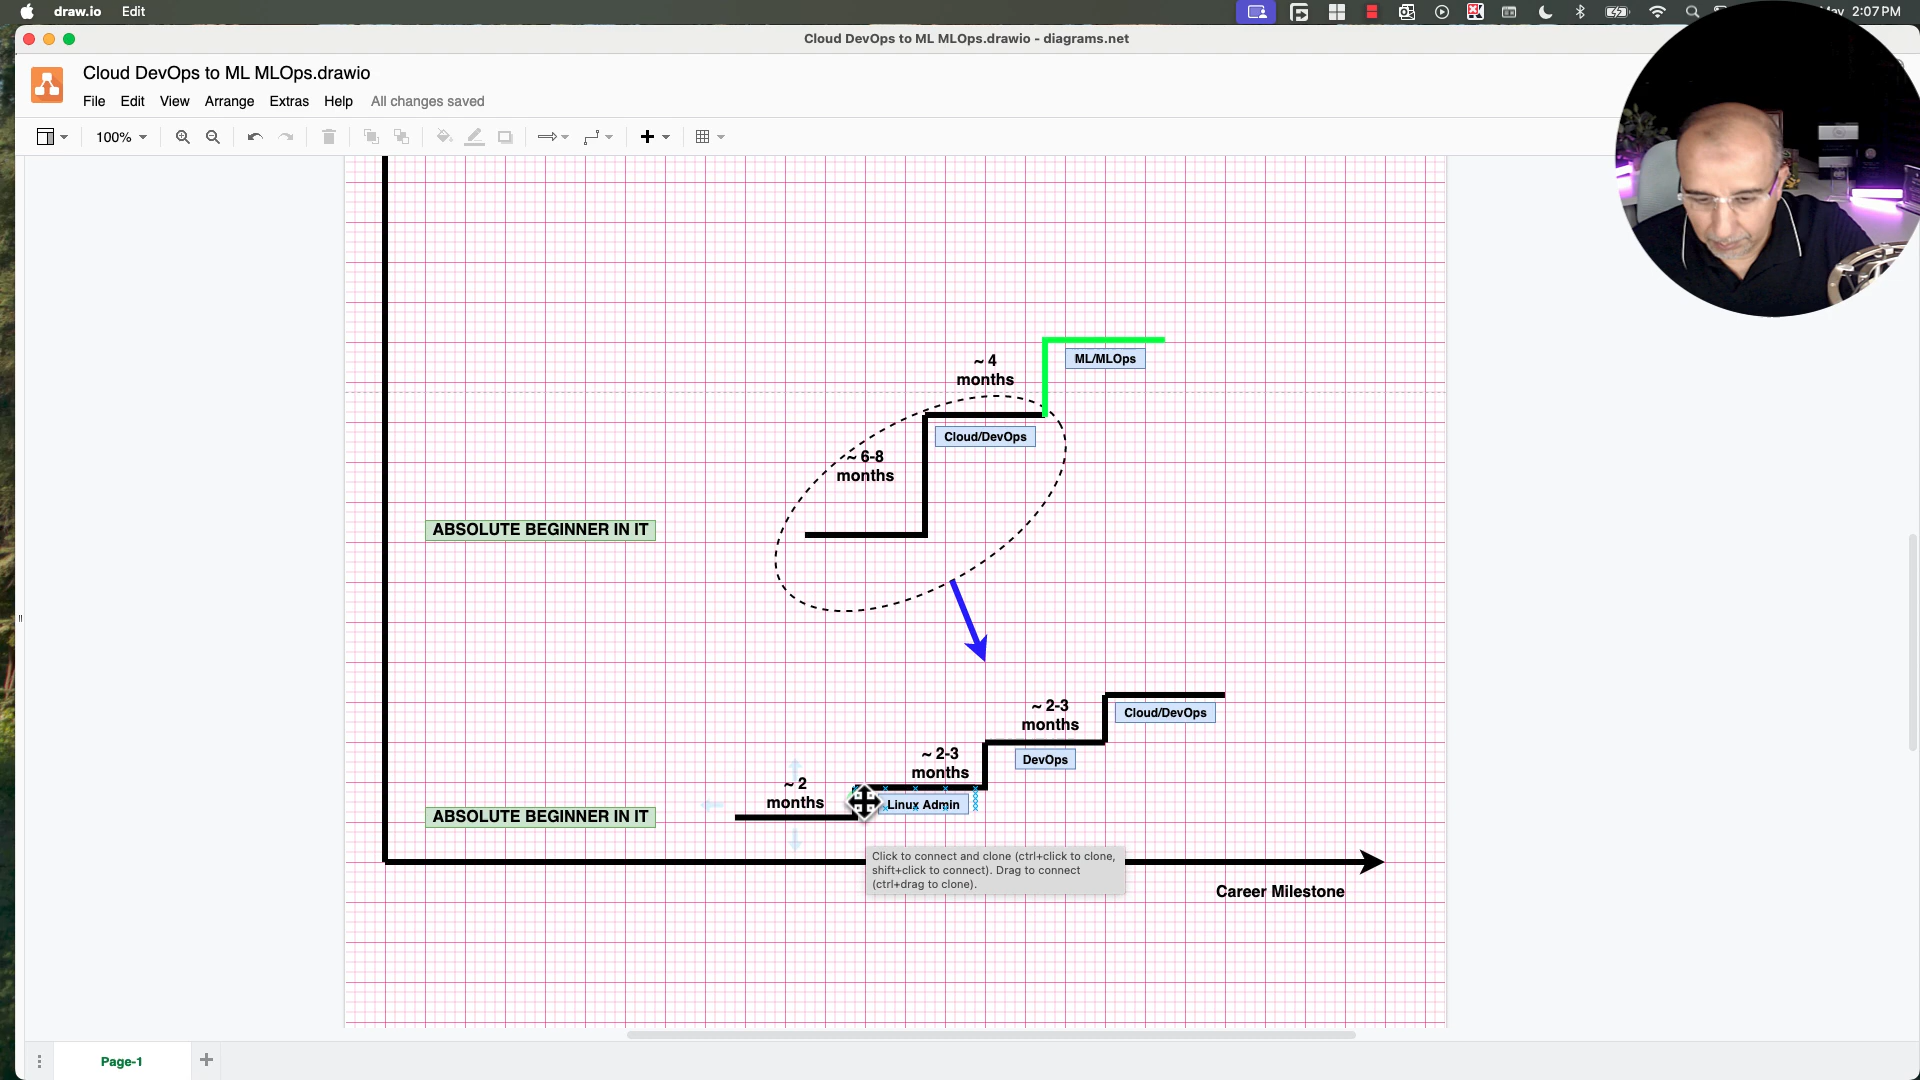 draw.io Edit
May 2:07 PM
Cloud DevOps to ML MLOps.drawio - diagrams.net
Cloud DevOps to ML MLOps.drawio
File Edit View Arrange Extras Help All changes saved
100%
~ 4
months
ML/MLOps
Cloud/DevOps
~ 6-8
months
ABSOLUTE BEGINNER IN IT
~ 2-3
months
Cloud/DevOps
~ 2-3
months
DevOps
~ 2
months
Linux Admin
ABSOLUTE BEGINNER IN IT
Click to connect and clone (ctrl+click to clone,
shift+click to connect). Drag to connect
(ctrl+drag to clone).
Career Milestone
Page-1